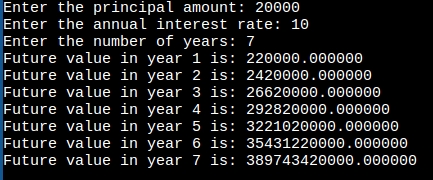 Enter the principal amount: 20000
Enter the annual interest rate: 10
Enter the number of years: 7
Future value in year 1 is: 220000.000000
Future value in year 2 is: 2420000.000000
Future value in year 3 is: 26620000.000000
Future value in year 4 is: 292820000.000000
Future value in year 5 is: 3221020000.000000
Future value in year 6 is: 35431220000.000000
Future value in year 7 is: 389743420000.000000